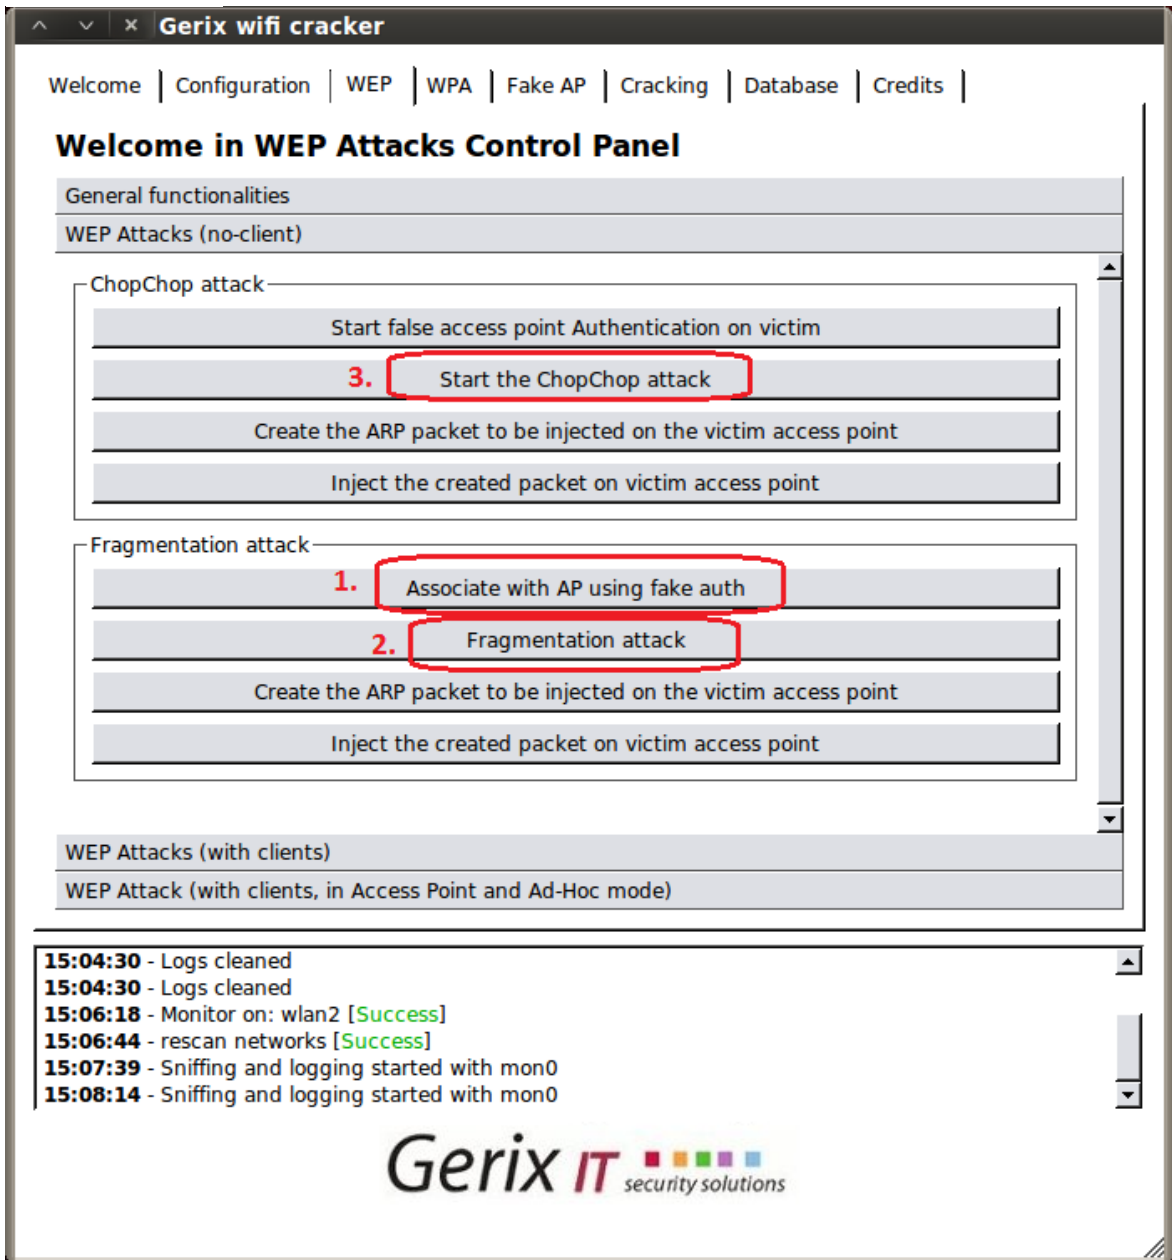 Gerix wifi cracker
Welcome Configuration WEP WPA Fake AP Cracking Database Credits
Welcome in WEP Attacks Control Panel
General functionalities
WEP Attacks (no-client)
ChopChop attack
Start false access point Authentication on victim
3. Start the ChopChop attack
Create the ARP packet to be injected on the victim access point
Inject the created packet on victim access point
Fragmentation attack
1. Associate with AP using fake auth
2. Fragmentation attack
Create the ARP packet to be injected on the victim access point
Inject the created packet on victim access point
WEP Attacks (with clients)
WEP Attack (with clients, in Access Point and Ad-Hoc mode)
15:04:30 - Logs cleaned
15:04:30 - Logs cleaned
15:06:18 - Monitor on: wlan2 [Success]
15:06:44 - rescan networks [Success]
15:07:39 - Sniffing and logging started with mon0
15:08:14 - Sniffing and logging started with mon0
Gerix IT security solutions